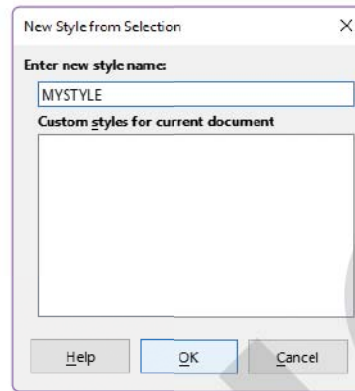 New Style from Selection
Enter new style name:
MYSTYLE
Custom styles for current document
Help
OK
Cancel